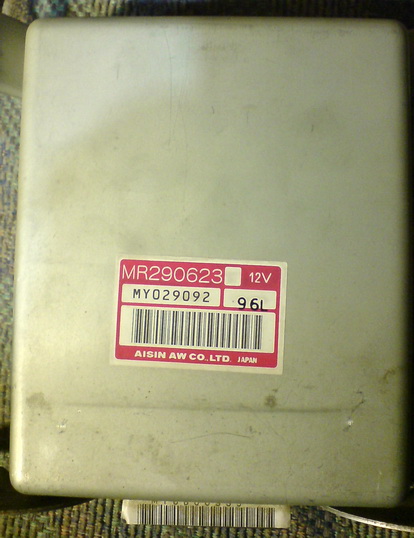 MR290623 12V
MY029092 96L
AISIN AW CO.,LTD. JAPAN